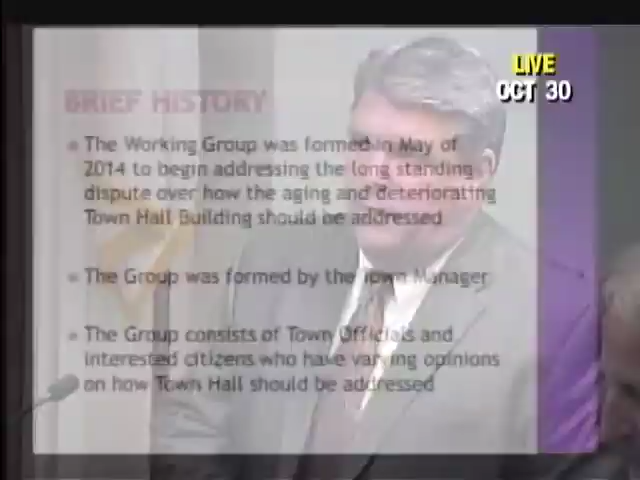 LIVE
OCT 30
BRIEF HISTORY
The Working Group was formed in May of
2014 to begin addressing the long standing
dispute over how the aging and deteriorating
Town Hall Building should be addressed
The Group was formed by the Town Manager
The Group consists of Town Officials and
interested citizens who have varying opinions
on how Town Hall should be addressed